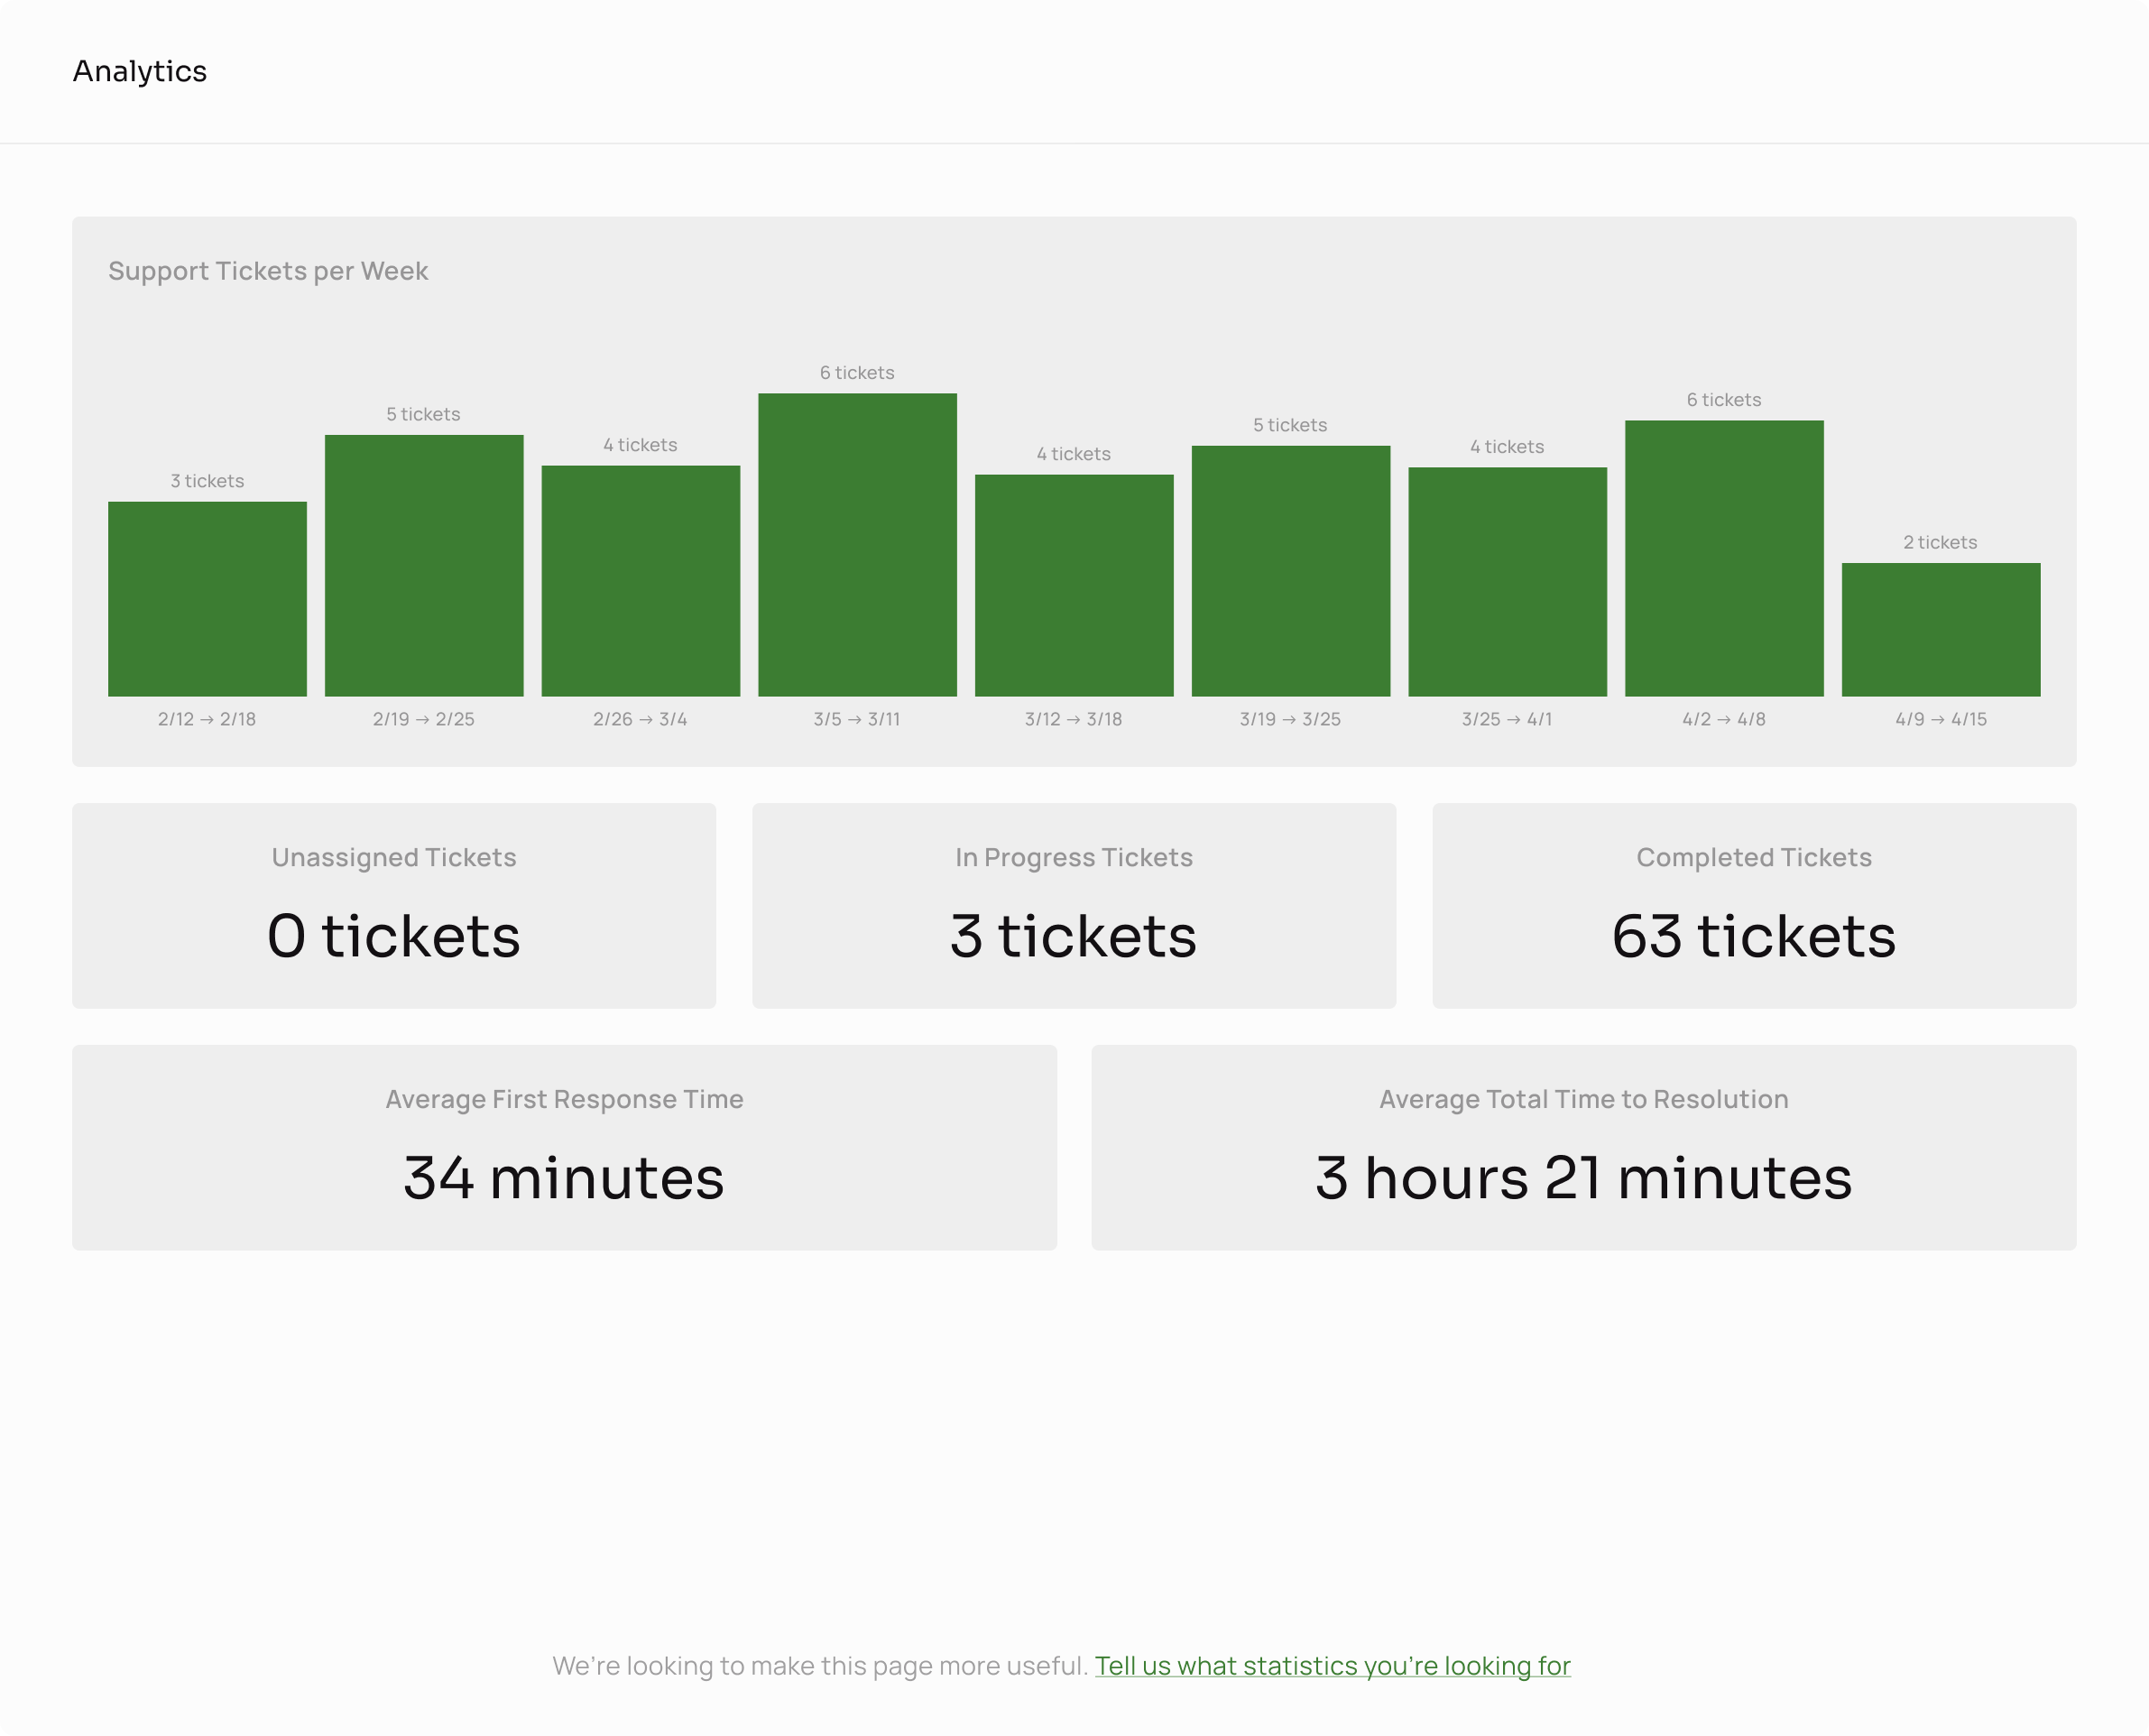 Analytics
Support Tickets per Week
3 tickets
5 tickets
4 tickets
6 tickets
4 tickets
5 tickets
4 tickets
6 tickets
2 tickets
2/12 → 2/18
2/19 → 2/25
2/26 → 3/4
3/5 → 3/11
3/12 → 3/18
3/19 → 3/25
3/25 → 4/1
4/2 → 4/8
4/9 → 4/15
Unassigned Tickets
0 tickets
In Progress Tickets
3 tickets
Completed Tickets
63 tickets
Average First Response Time
34 minutes
Average Total Time to Resolution
3 hours 21 minutes
We’re looking to make this page more useful. Tell us what statistics you’re looking for